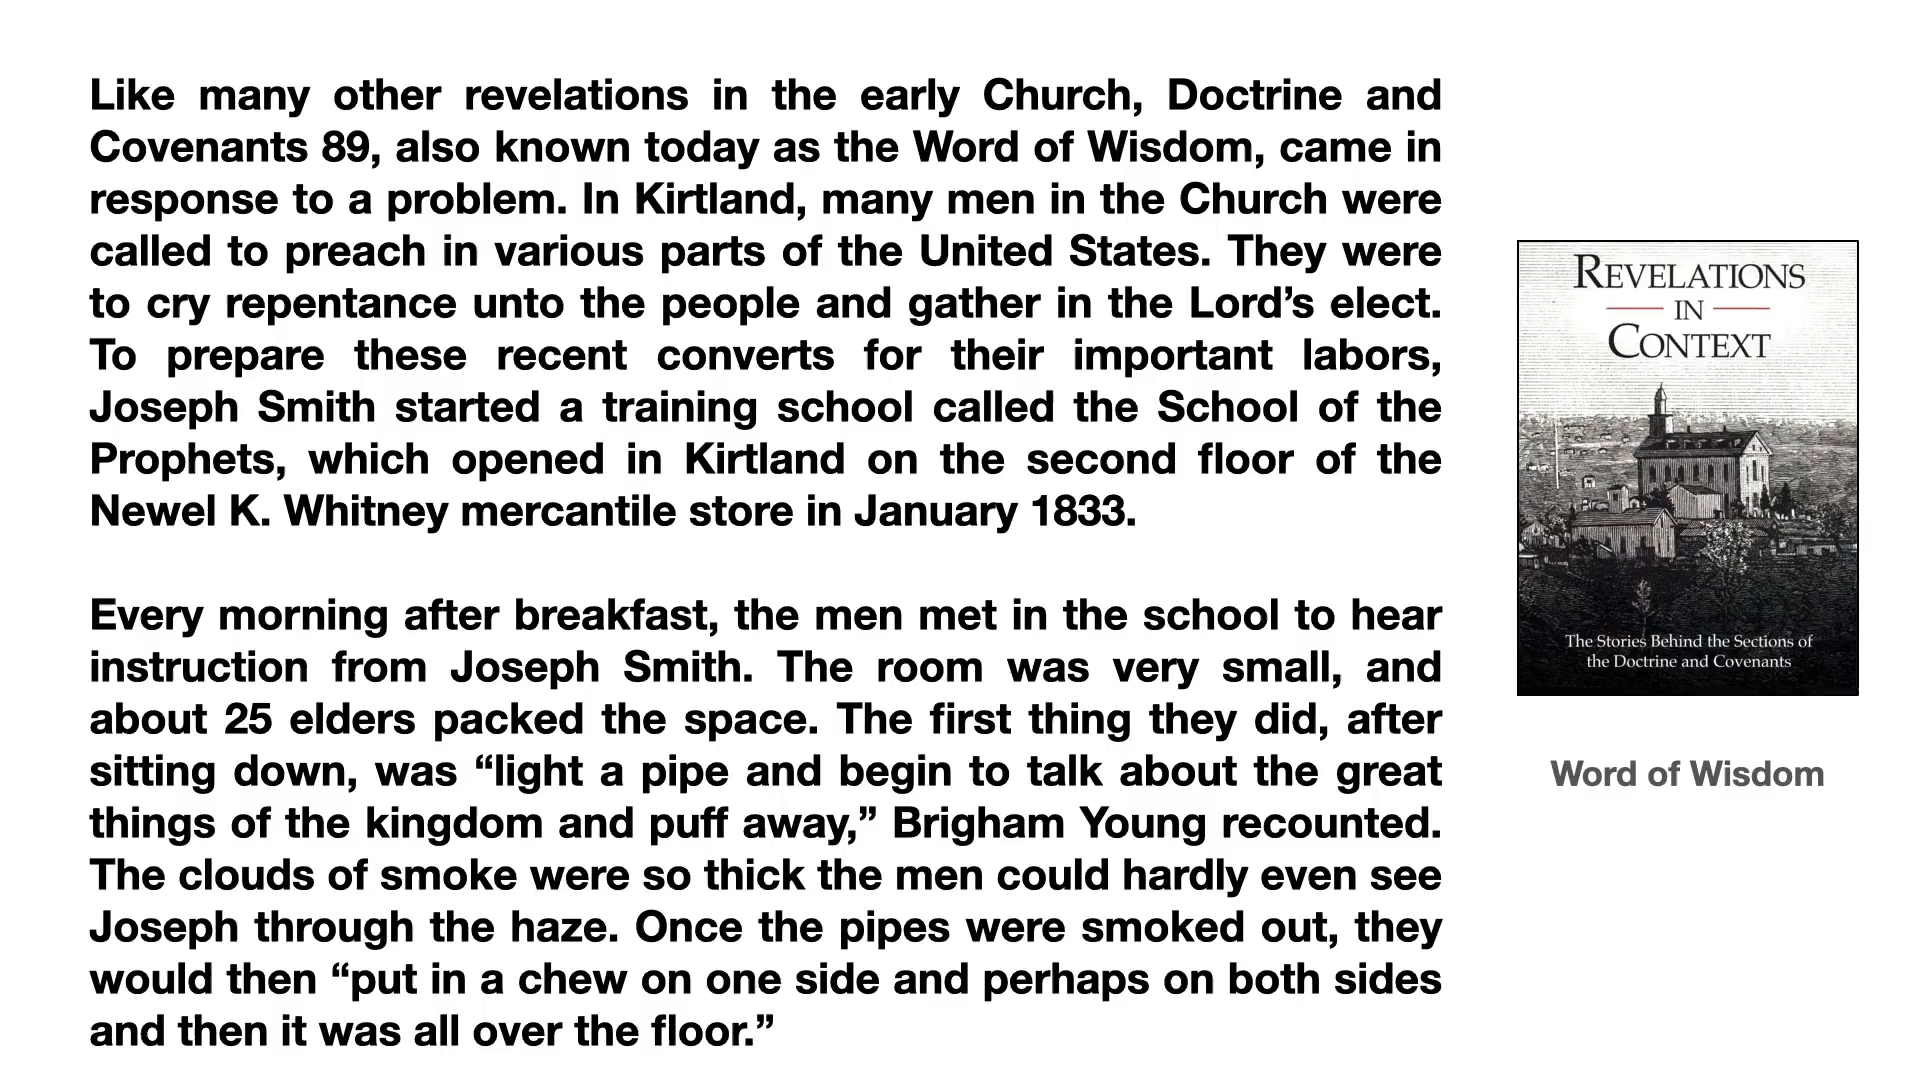 Like many other revelations in the early Church, Doctrine and
Covenants 89, also known today as the Word of Wisdom, came in
response to a problem. In Kirtland, many men in the Church were
called to preach in various parts of the United States. They were
to cry repentance unto the people and gather in the Lord’s elect.
To prepare these recent converts for their important labors,
Joseph Smith started a training school called the School of the
Prophets, which opened in Kirtland on the second floor of the
Newel K. Whitney mercantile store in January 1833.
Every morning after breakfast, the men met in the school to hear
instruction from Joseph Smith. The room was very small, and
about 25 elders packed the space. The first thing they did, after
sitting down, was “light a pipe and begin to talk about the great
things of the kingdom and puff away,” Brigham Young recounted.
The clouds of smoke were so thick the men could hardly even see
Joseph through the haze. Once the pipes were smoked out, they
would then “put in a chew on one side and perhaps on both sides
and then it was all over the floor.”
REVELATIONS
IN
CONTEXT
The Stories Behind the Sections of
the Doctrine and Covenants
Word of Wisdom